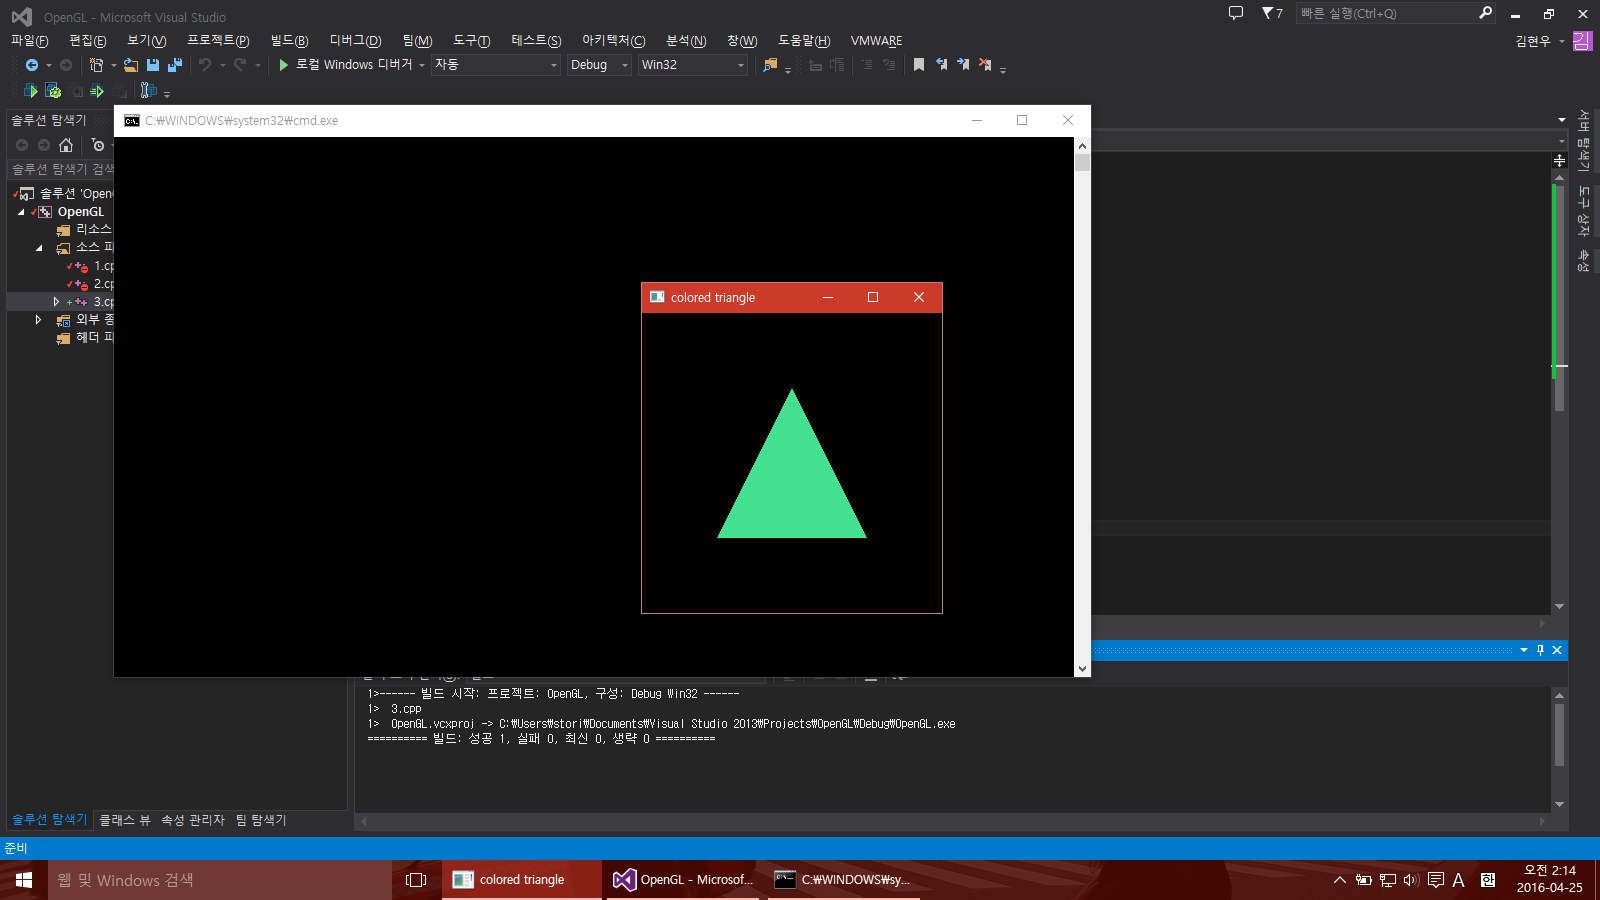 OpenGL - Microsoft Visual Studio
7
빠른 실행(Ctrl+Q)
파일(F) 편집(E) 보기(V) 프로젝트(P) 빌드(B) 디버그(D) 팀(M) 도구(T) 테스트(S) 아키텍처(C) 분석(N) 창(W) 도움말(H) VMWARE
김현우
김
로컬 Windows 디버거 자동 Debug Win32
솔루션 탐색기
C:₩WINDOWS₩system32₩cmd.exe
솔루션 탐색기 검색
솔루션 'OpenG
OpenGL
리소스
소스 파
1.cp
2.cp
3.cp
외부 종
헤더 파
서버 탐색기
도구 상자
속성
colored triangle
1>------ 빌드 시작: 프로젝트: OpenGL, 구성: Debug Win32 ------
1> 3.cpp
1> OpenGL.vcxproj -> C:₩Users₩stori₩Documents₩Visual Studio 2013₩Projects₩OpenGL₩Debug₩OpenGL.exe
========== 빌드: 성공 1, 실패 0, 최신 0, 생략 0 ==========
솔루션 탐색기 클래스 뷰 속성 관리자 팀 탐색기
준비
웹 및 Windows 검색
colored triangle
OpenGL - Microsof...
C:₩WINDOWS₩sy...
A
한
오전 2:14
2016-04-25